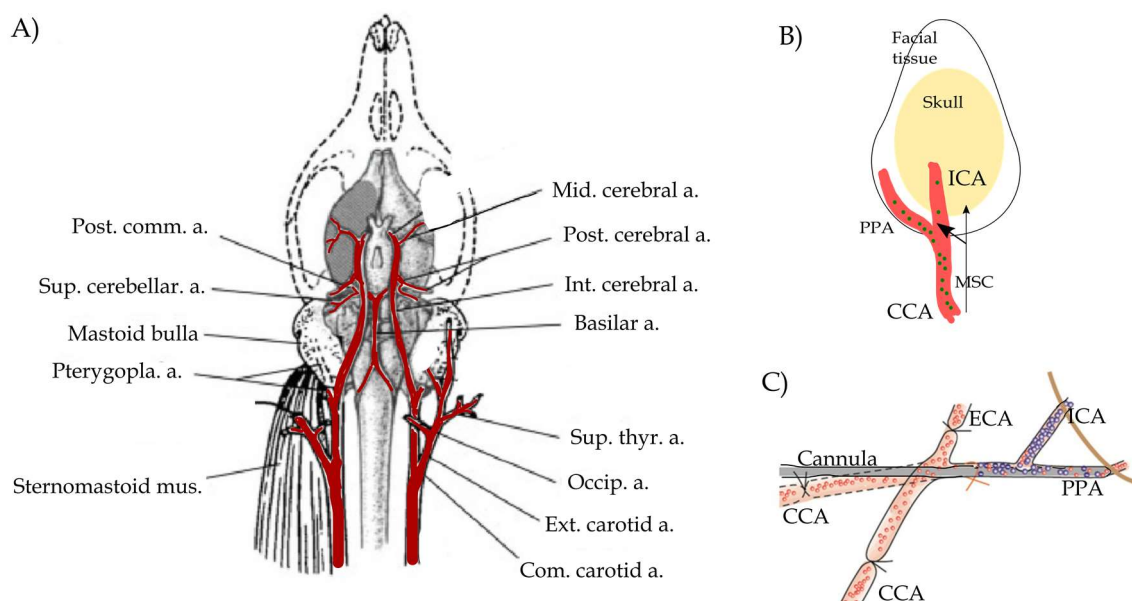 A)
Post. comm. a.
Sup. cerebellar. a.
Mastoid bulla
Pterygopla. a.
Sternomastoid mus.
Mid. cerebral a.
Post. cerebral a.
Int. cerebral a.
Basilar a.
Sup. thyr. a.
Occip. a.
Ext. carotid a.
Com. carotid a.
B)
Facial
tissue
Skull
ICA
PPA
MSC
CCA
C)
ECA
ICA
Cannula
PPA
CCA
CCA